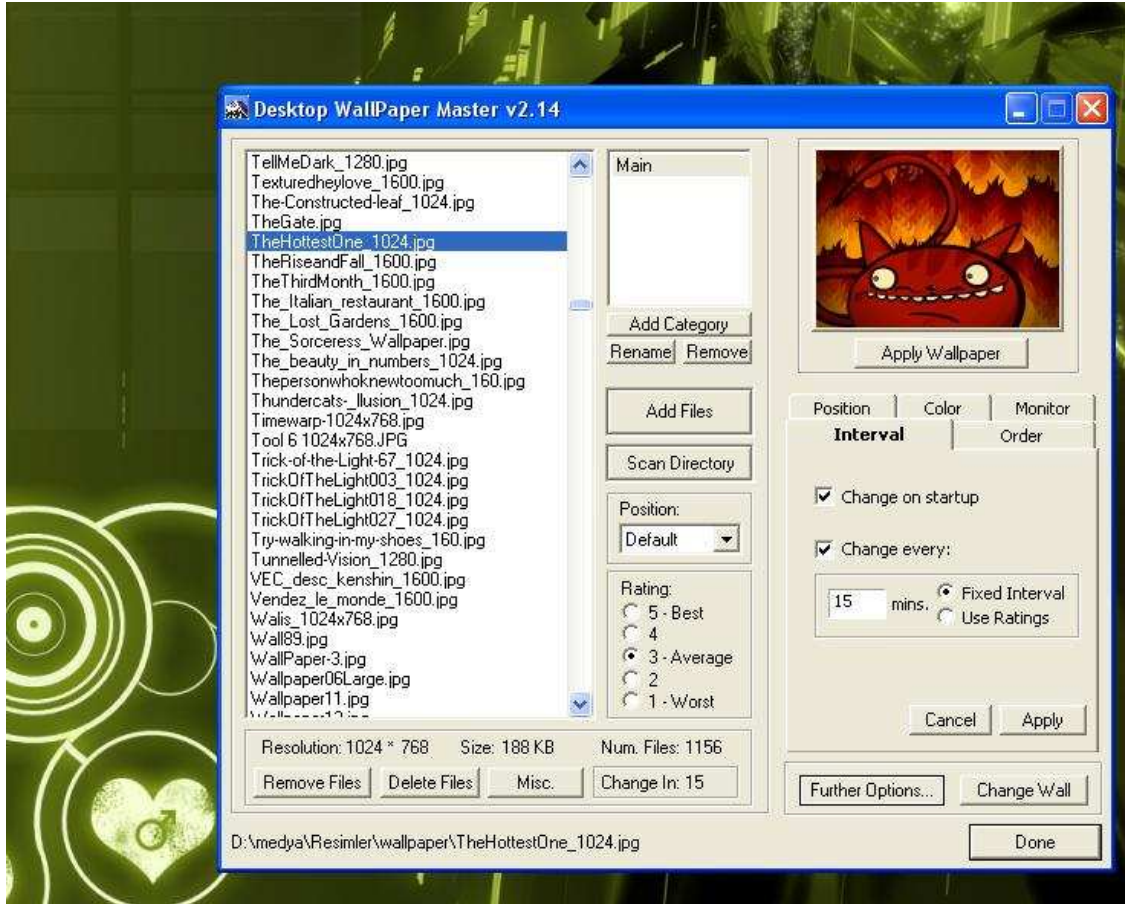 Desktop WallPaper Master v2.14
TellMeDark_1280.jpg
Texturedheylove_1600.jpg
The-Constructed-leaf_1024.jpg
TheGate.jpg
TheHottestOne_1024.jpg
TheRiseandFall_1600.jpg
TheThirdMonth_1600.jpg
The_Italian_restaurant_1600.jpg
The_Lost_Gardens_1600.jpg
The_Sorceress_Wallpaper.jpg
The_beauty_in_numbers_1024.jpg
Thepersonwhoknewtoomuch_160.jpg
Thundercats-_Ilusion_1024.jpg
Timewarp-1024x768.jpg
Tool 6 1024x768.JPG
Trick-of-the-Light-67_1024.jpg
TrickOfTheLight003_1024.jpg
TrickOfTheLight018_1024.jpg
TrickOfTheLight027_1024.jpg
Try-walking-in-my-shoes_160.jpg
Tunnelled-Vision_1280.jpg
VEC_desc_kenshin_1600.jpg
Vendez_le_monde_1600.jpg
Walis_1024x768.jpg
Wall89.jpg
WallPaper-3.jpg
Wallpaper06Large.jpg
Wallpaper11.jpg
Main
Add Category
Rename Remove
Add Files
Scan Directory
Position:
Default
Rating:
5 - Best
4
3 - Average
2
1 - Worst
Apply Wallpaper
Position Color Monitor
Interval Order
Change on startup
Change every:
15 mins. Fixed Interval
Use Ratings
Cancel Apply
Resolution: 1024 * 768 Size: 188 KB Num. Files: 1156
Remove Files Delete Files Misc. Change In: 15
Further Options... Change Wall
D:\medya\Resimler\wallpaper\TheHottestOne_1024.jpg
Done